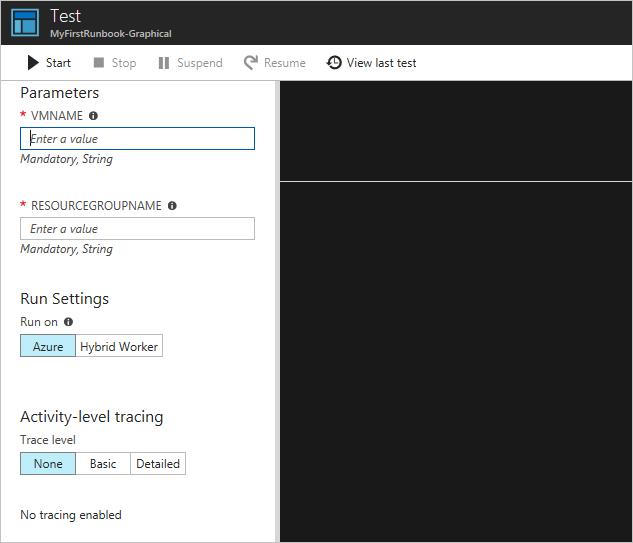 Test
MyFirstRunbook-Graphical
Start Stop Suspend Resume View last test
Parameters
* VMNAME
Enter a value
Mandatory, String
* RESOURCEGROUPNAME
Enter a value
Mandatory, String
Run Settings
Run on
Azure Hybrid Worker
Activity-level tracing
Trace level
None Basic Detailed
No tracing enabled